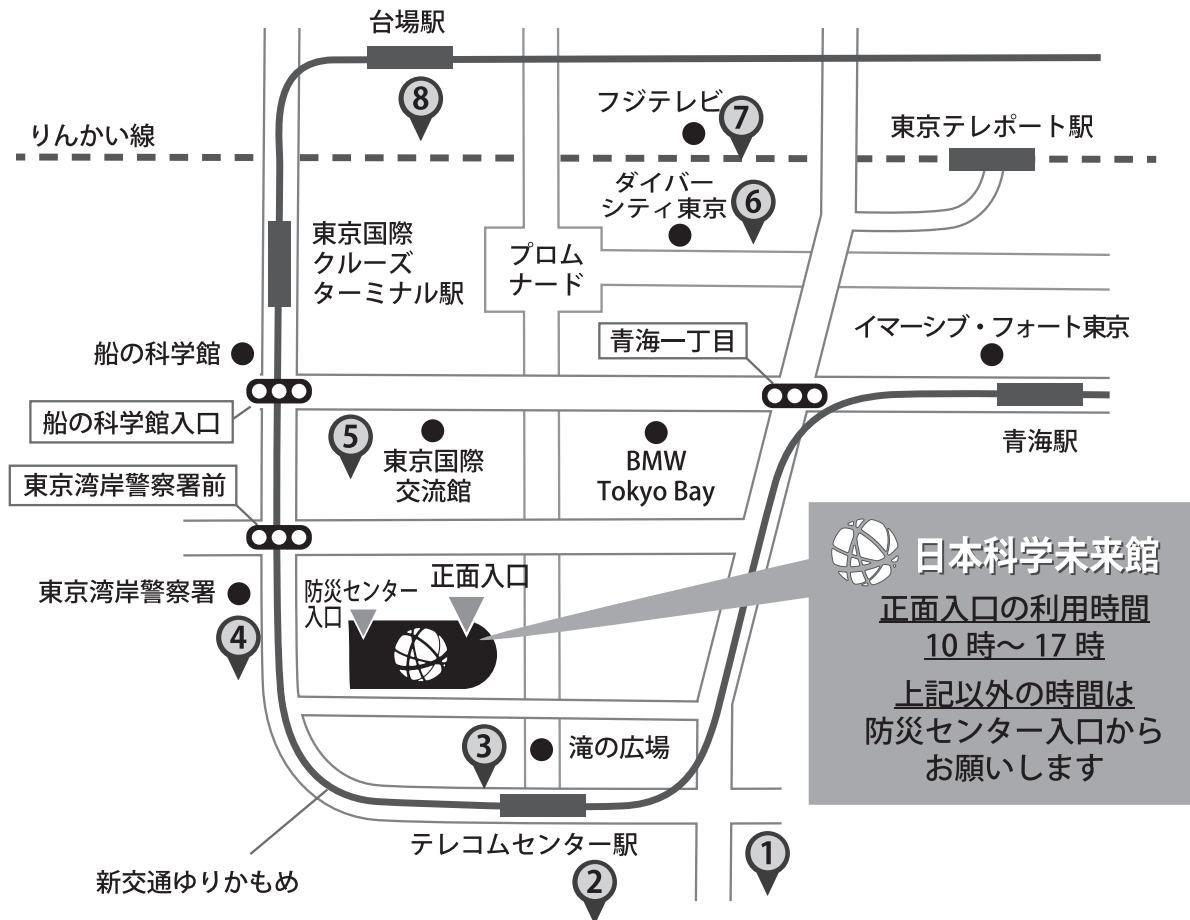 台場駅
8
フジテレビ
7
東京テレポート駅
りんかい線
ダイバー
シティ東京
6
東京国際
クルーズ
ターミナル駅
プロム
ナード
イマーシブ・フォート東京
青海一丁目
船の科学館
船の科学館入口
5
東京国際
交流館
BMW
Tokyo Bay
青海駅
東京湾岸警察署前
日本科学未来館
正面入口の利用時間
10 時～ 17 時
上記以外の時間は
防災センター入口から
お願いします
東京湾岸警察署
4
防災センター
入口
正面入口
3
滝の広場
テレコムセンター駅
1
2
新交通ゆりかもめ